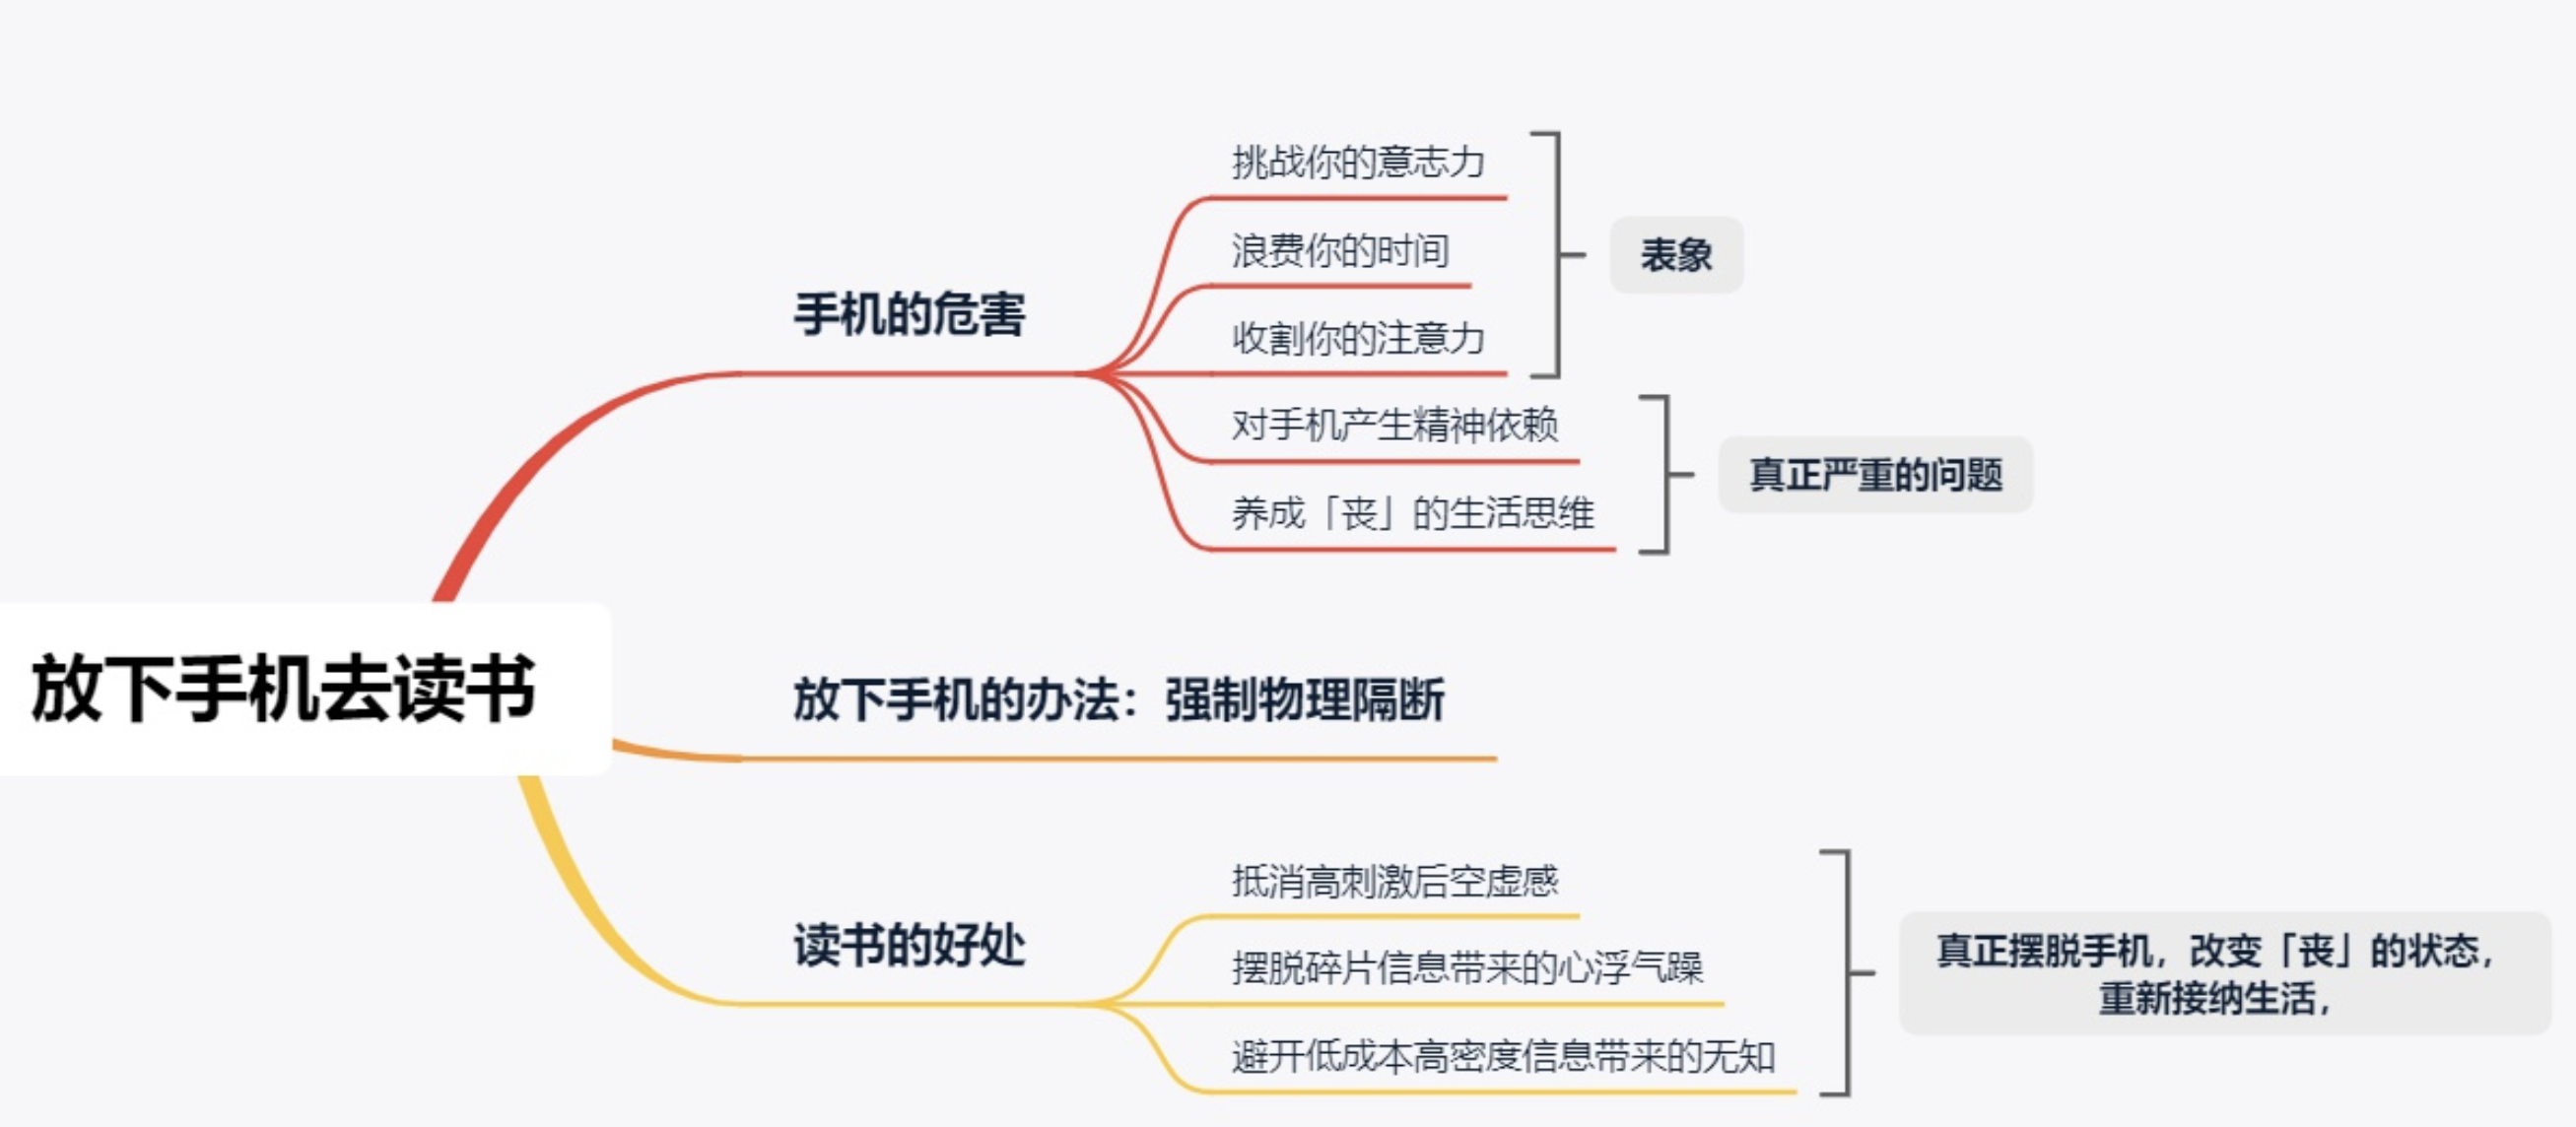 挑战你的意志力
浪费你的时间
表象
手机的危害
收割你的注意力
对手机产生精神依赖
真正严重的问题
养成「丧」的生活思维
放下手机去读书
放下手机的办法：强制物理隔断
抵消高刺激后空虚感
读书的好处
摆脱碎片信息带来的心浮气躁
真正摆脱手机，改变「丧」的状态，
重新接纳生活，
避开低成本高密度信息带来的无知